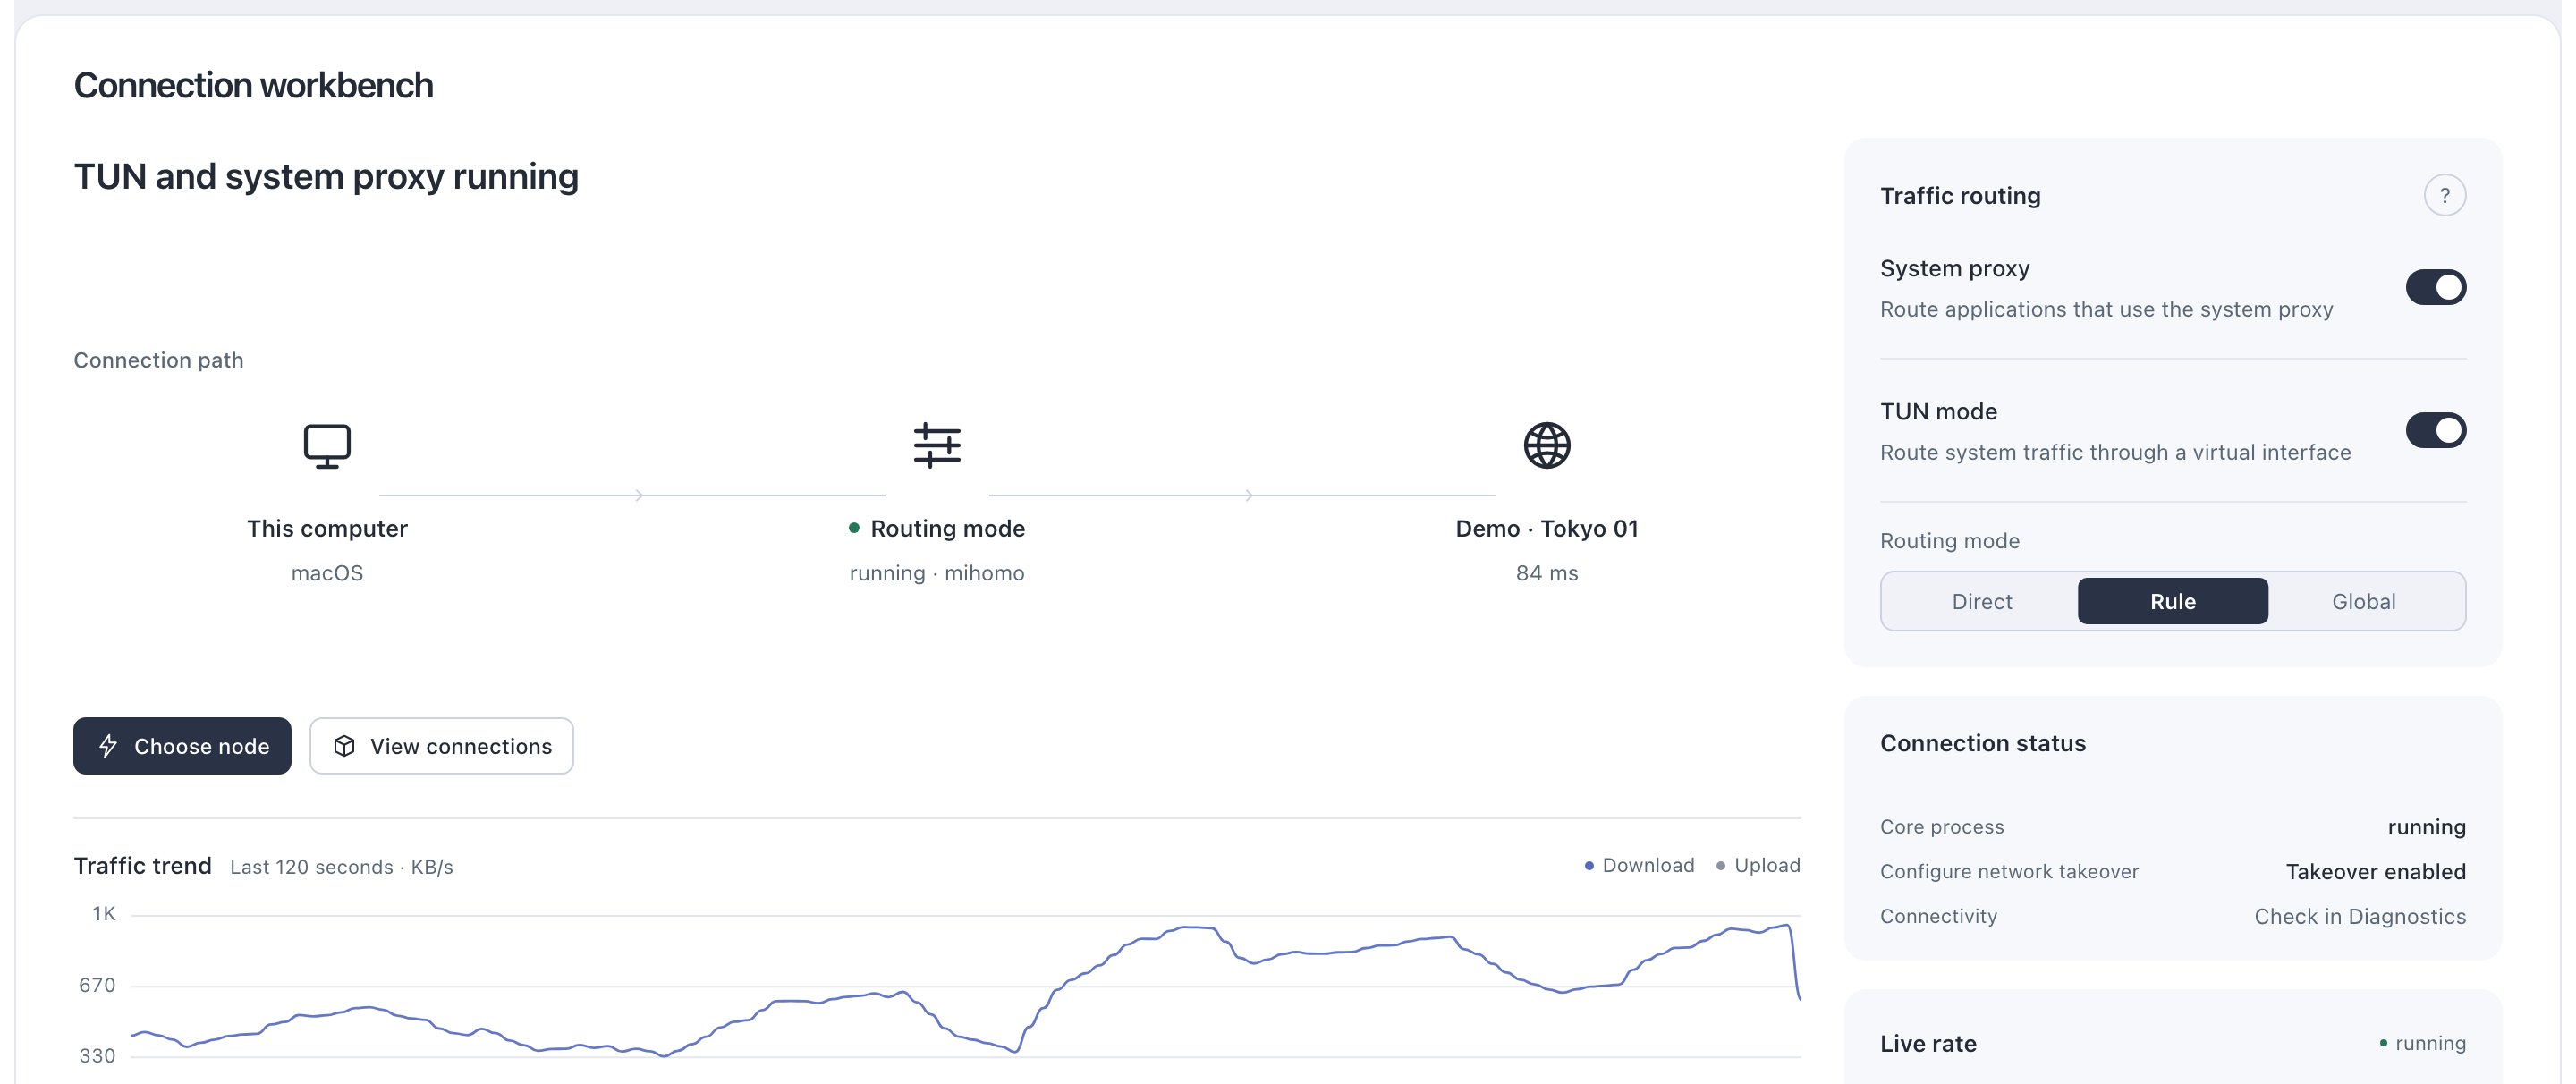 Connection workbench
TUN and system proxy running
Connection path
This computer
macOS
Routing mode
running · mihomo
Demo · Tokyo 01
84 ms
Choose node
View connections
Traffic trend
Last 120 seconds · KB/s
Download
Upload
1K
670
330
Traffic routing
?
System proxy
Route applications that use the system proxy
TUN mode
Route system traffic through a virtual interface
Routing mode
Direct
Rule
Global
Connection status
Core process
running
Configure network takeover
Takeover enabled
Connectivity
Check in Diagnostics
Live rate
running